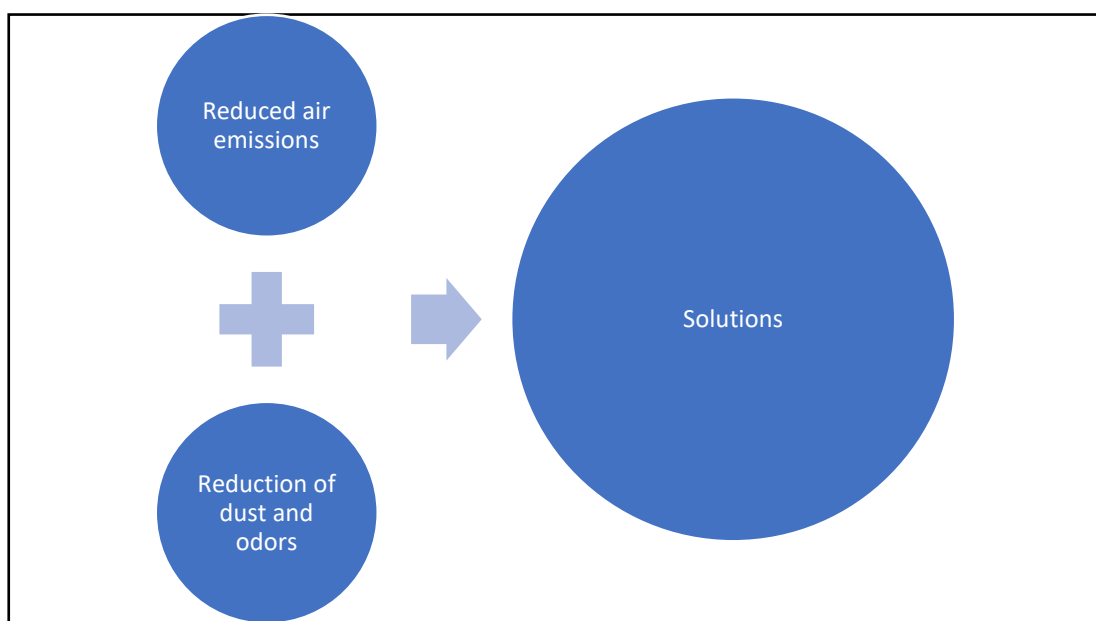 Reduced air
emissions
Reduction of
dust and
odors
Solutions